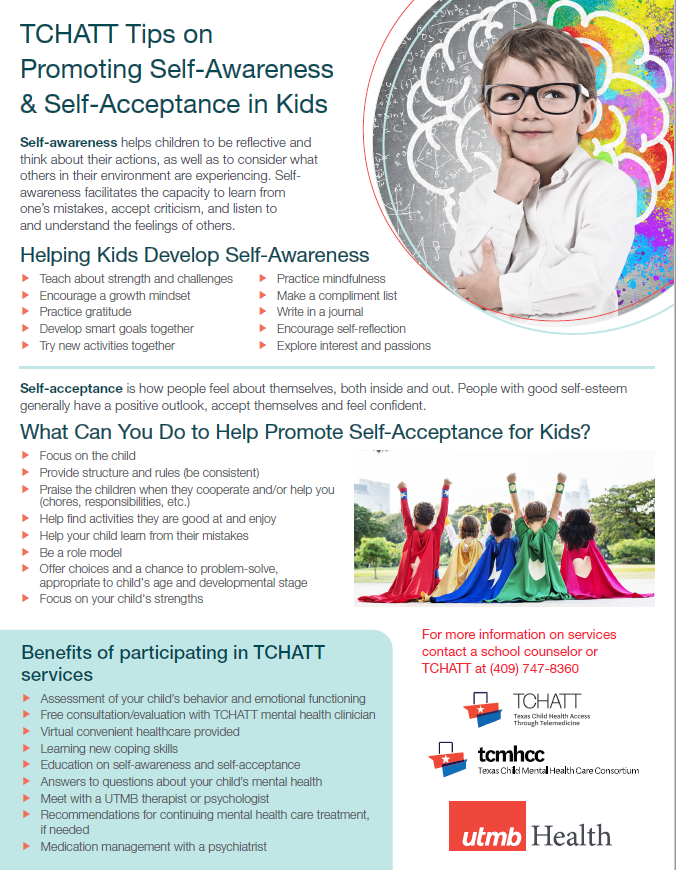 TCHATT Tips on
Promoting Self-Awareness
& Self-Acceptance in Kids
Self-awareness helps children to be reflective and
think about their actions, as well as to consider what
others in their environment are experiencing. Self-
awareness facilitates the capacity to learn from
one's mistakes, accept criticism, and listen to
and understand the feelings of others.
Helping Kids Develop Self-Awareness
Teach about strength and challenges
Encourage a growth mindset
Practice gratitude
Develop smart goals together
Try new activities together
Practice mindfulness
Make a compliment list
Write in a journal
Encourage self-reflection
Explore interest and passions
Self-acceptance is how people feel about themselves, both inside and out. People with good self-esteem
generally have a positive outlook, accept themselves and feel confident.
What Can You Do to Help Promote Self-Acceptance for Kids?
Focus on the child
Provide structure and rules (be consistent)
Praise the children when they cooperate and/or help you
(chores, responsibilities, etc.)
Help find activities they are good at and enjoy
Help your child learn from their mistakes
Be a role model
Offer choices and a chance to problem-solve,
appropriate to child's age and developmental stage
Focus on your child's strengths
Benefits of participating in TCHATT
services
Assessment of your child's behavior and emotional functioning
Free consultation/evaluation with TCHATT mental health clinician
Virtual convenient healthcare provided
Learning new coping skills
Education on self-awareness and self-acceptance
Answers to questions about your child's mental health
Meet with a UTMB therapist or psychologist
Recommendations for continuing mental health care treatment,
if needed
Medication management with a psychiatrist
For more information on services
contact a school counselor or
TCHATT at (409) 747-8360
TCHATT
Texas Child Health Access
Through Telemedicine
tcmhcc
Texas Child Mental Health Care Consortium
utmb Health